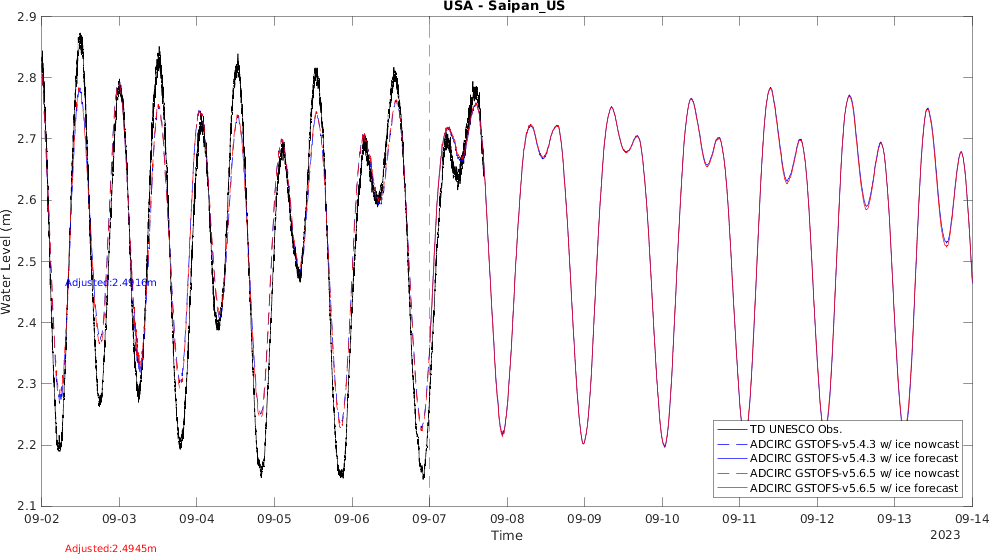 USA - Saipan_US
2.9
2.8
2.7
2.6
2.5
2.4
2.3
2.2
2.1
Water Level (m)
Adjusted:2.4916m
TD UNESCO Obs.
ADCIRC GSTOFS-v5.4.3 w/ ice nowcast
ADCIRC GSTOFS-v5.4.3 w/ ice forecast
ADCIRC GSTOFS-v5.6.5 w/ ice nowcast
ADCIRC GSTOFS-v5.6.5 w/ ice forecast
09-02 09-03 09-04 09-05 09-06 09-07 09-08 09-09 09-10 09-11 09-12 09-13 09-14
Time
2023
Adjusted:2.4945m